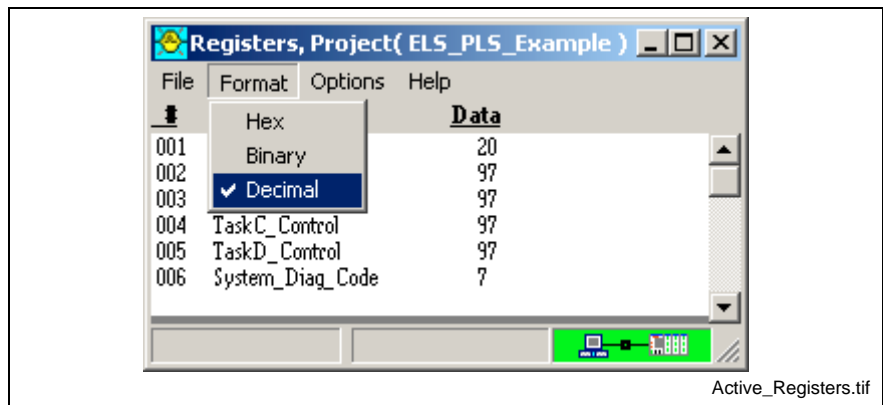 Registers, Project( ELS_PLS_Example )
File Format Options Help
# Data
Hex
Binary
Decimal
001 20
002 97
003 97
004 TaskC_Control 97
005 TaskD_Control 97
006 System_Diag_Code 7
Active_Registers.tif